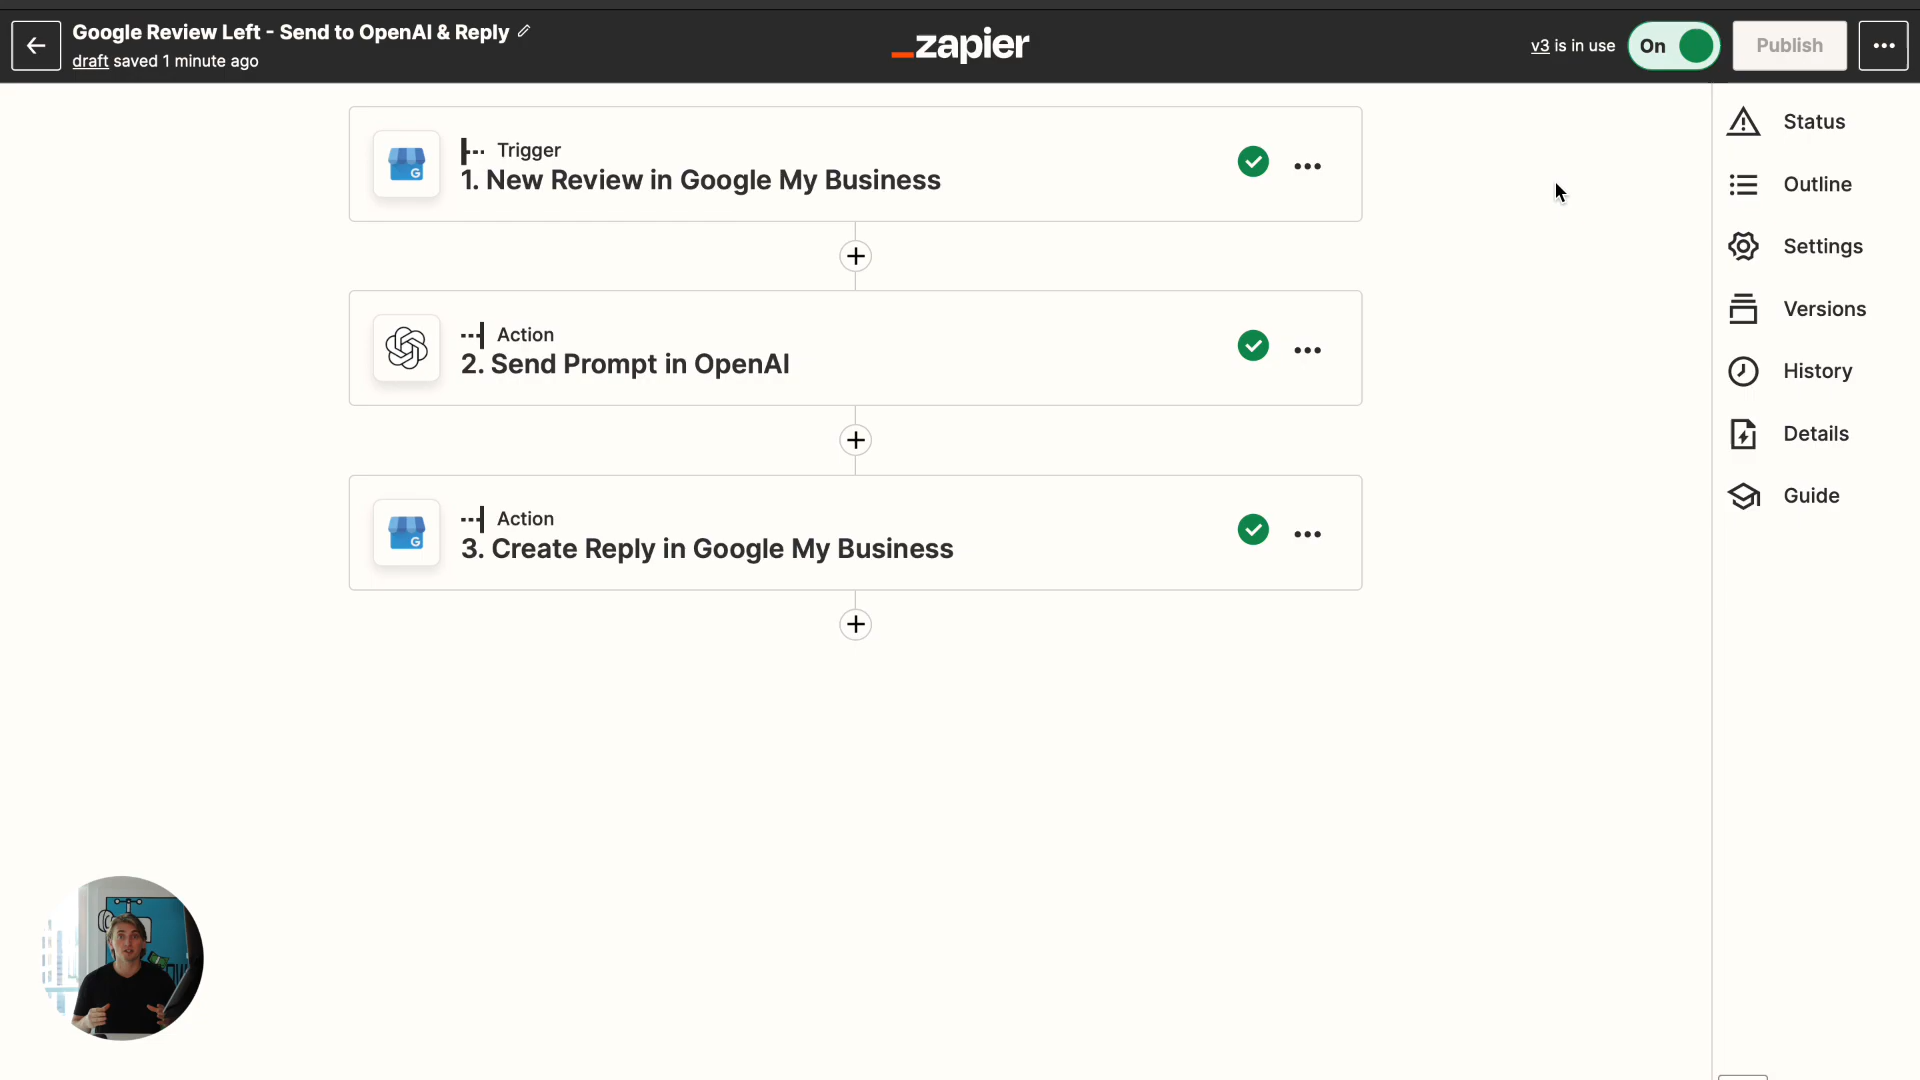 Google Review Left - Send to OpenAI & Reply
draft saved 1 minute ago
zapier
v3 is in use
On
Publish
Trigger
1. New Review in Google My Business
Action
2. Send Prompt in OpenAI
Action
3. Create Reply in Google My Business
Status
Outline
Settings
Versions
History
Details
Guide